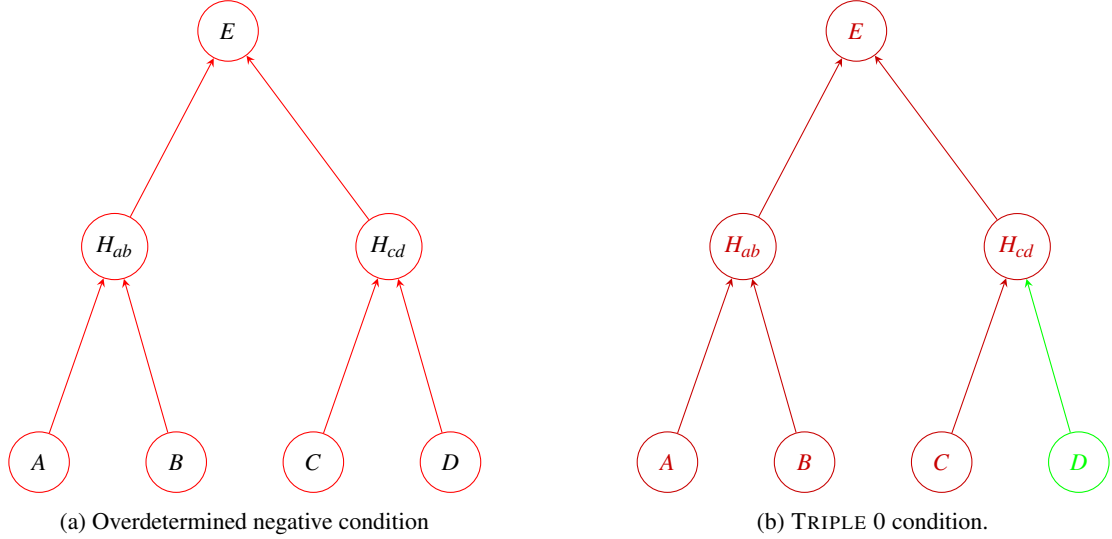 E E
H_ab H_cd H_ab H_cd
A B C D A B C D
(a) Overdetermined negative condition
(b) TRIPLE 0 condition.